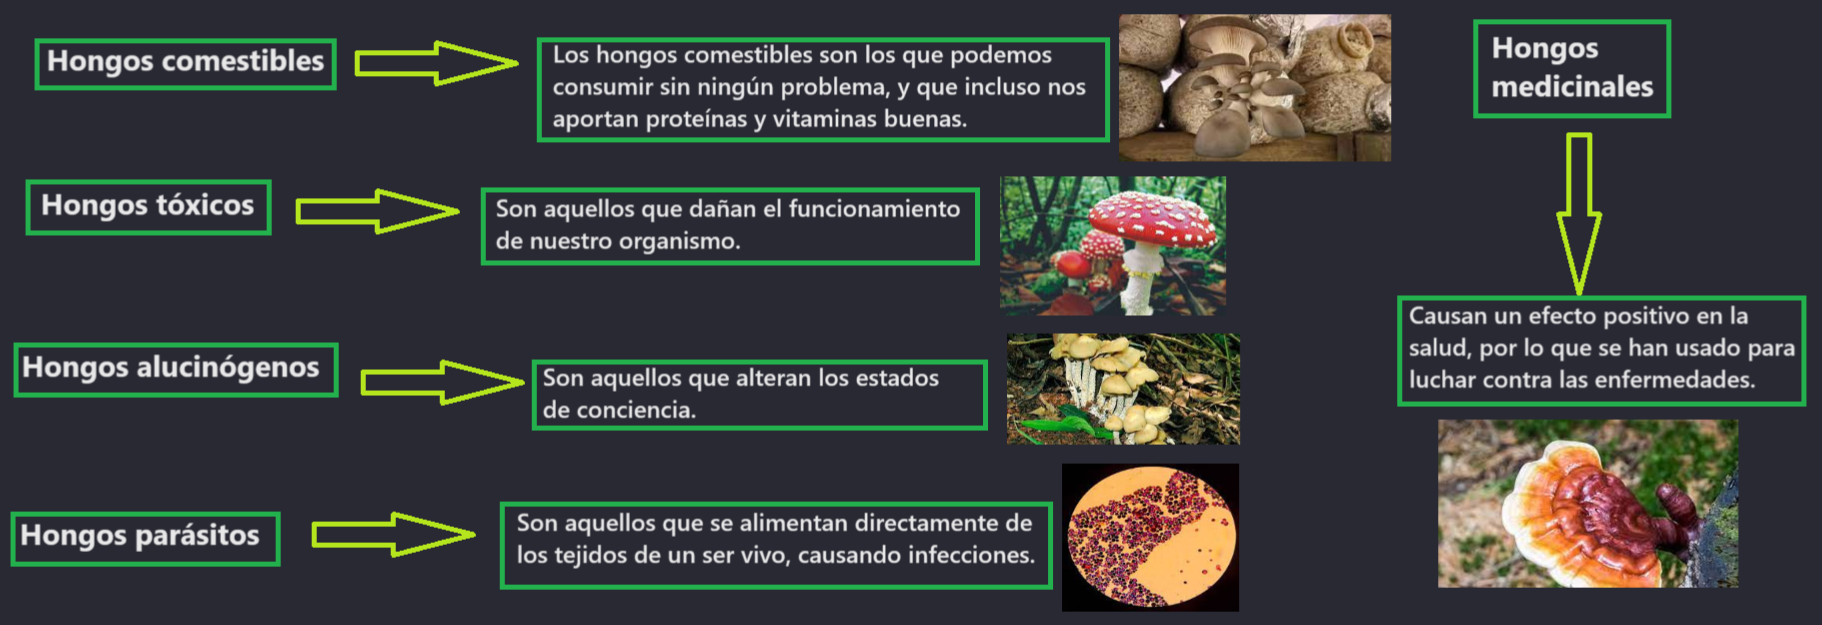 Hongos comestibles
Los hongos comestibles son los que podemos
consumir sin ningún problema, y que incluso nos
aportan proteínas y vitaminas buenas.
Hongos tóxicos
Son aquellos que dañan el funcionamiento
de nuestro organismo.
Hongos alucinógenos
Son aquellos que alteran los estados
de conciencia.
Hongos parásitos
Son aquellos que se alimentan directamente de
los tejidos de un ser vivo, causando infecciones.
Hongos
medicinales
Causan un efecto positivo en la
salud, por lo que se han usado para
luchar contra las enfermedades.